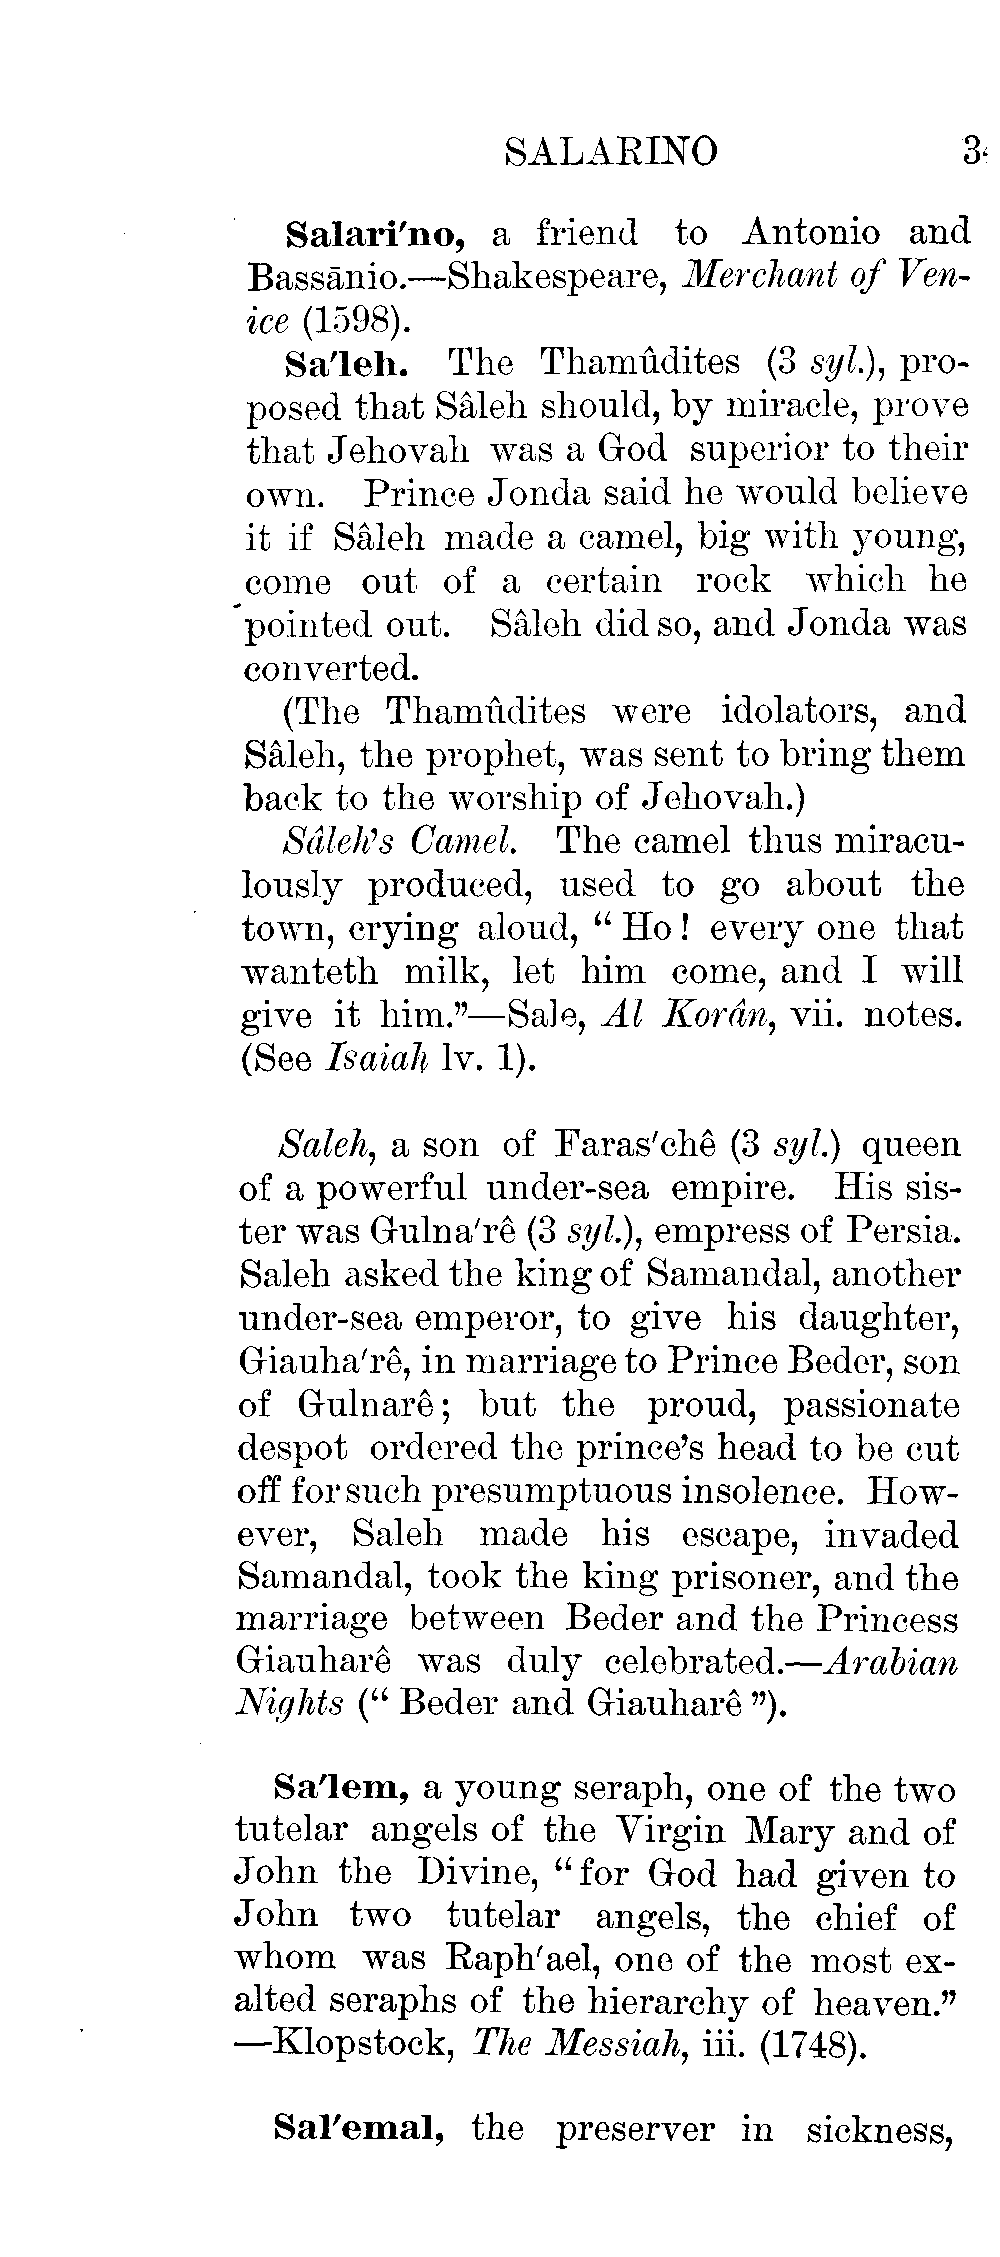 SALARINO 34
Salari'no, a friend to Antonio and
Bassānio.—Shakespeare, Merchant of Ven-
ice (1598).
Sa'leh. The Thamûdites (3 syl.), pro-
posed that Sâleh should, by miracle, prove
that Jehovah was a God superior to their
own. Prince Jonda said he would believe
it if Sâleh made a camel, big with young,
come out of a certain rock which he
pointed out. Sâleh did so, and Jonda was
converted.
(The Thamûdites were idolators, and
Sâleh, the prophet, was sent to bring them
back to the worship of Jehovah.)
Sâleh's Camel. The camel thus miracu-
lously produced, used to go about the
town, crying aloud, “Ho! every one that
wanteth milk, let him come, and I will
give it him.”—Sale, Al Korân, vii. notes.
(See Isaiah lv. 1).
Saleh, a son of Faras'chê (3 syl.) queen
of a powerful under-sea empire. His sis-
ter was Gulna'rê (3 syl.), empress of Persia.
Saleh asked the king of Samandal, another
under-sea emperor, to give his daughter,
Giauha'rê, in marriage to Prince Beder, son
of Gulnarê; but the proud, passionate
despot ordered the prince's head to be cut
off for such presumptuous insolence. How-
ever, Saleh made his escape, invaded
Samandal, took the king prisoner, and the
marriage between Beder and the Princess
Giauharê was duly celebrated.—Arabian
Nights (“Beder and Giauharê”).
Sa'lem, a young seraph, one of the two
tutelar angels of the Virgin Mary and of
John the Divine, “for God had given to
John two tutelar angels, the chief of
whom was Raph'ael, one of the most ex-
alted seraphs of the hierarchy of heaven.”
—Klopstock, The Messiah, iii. (1748).
Sal'emal, the preserver in sickness,